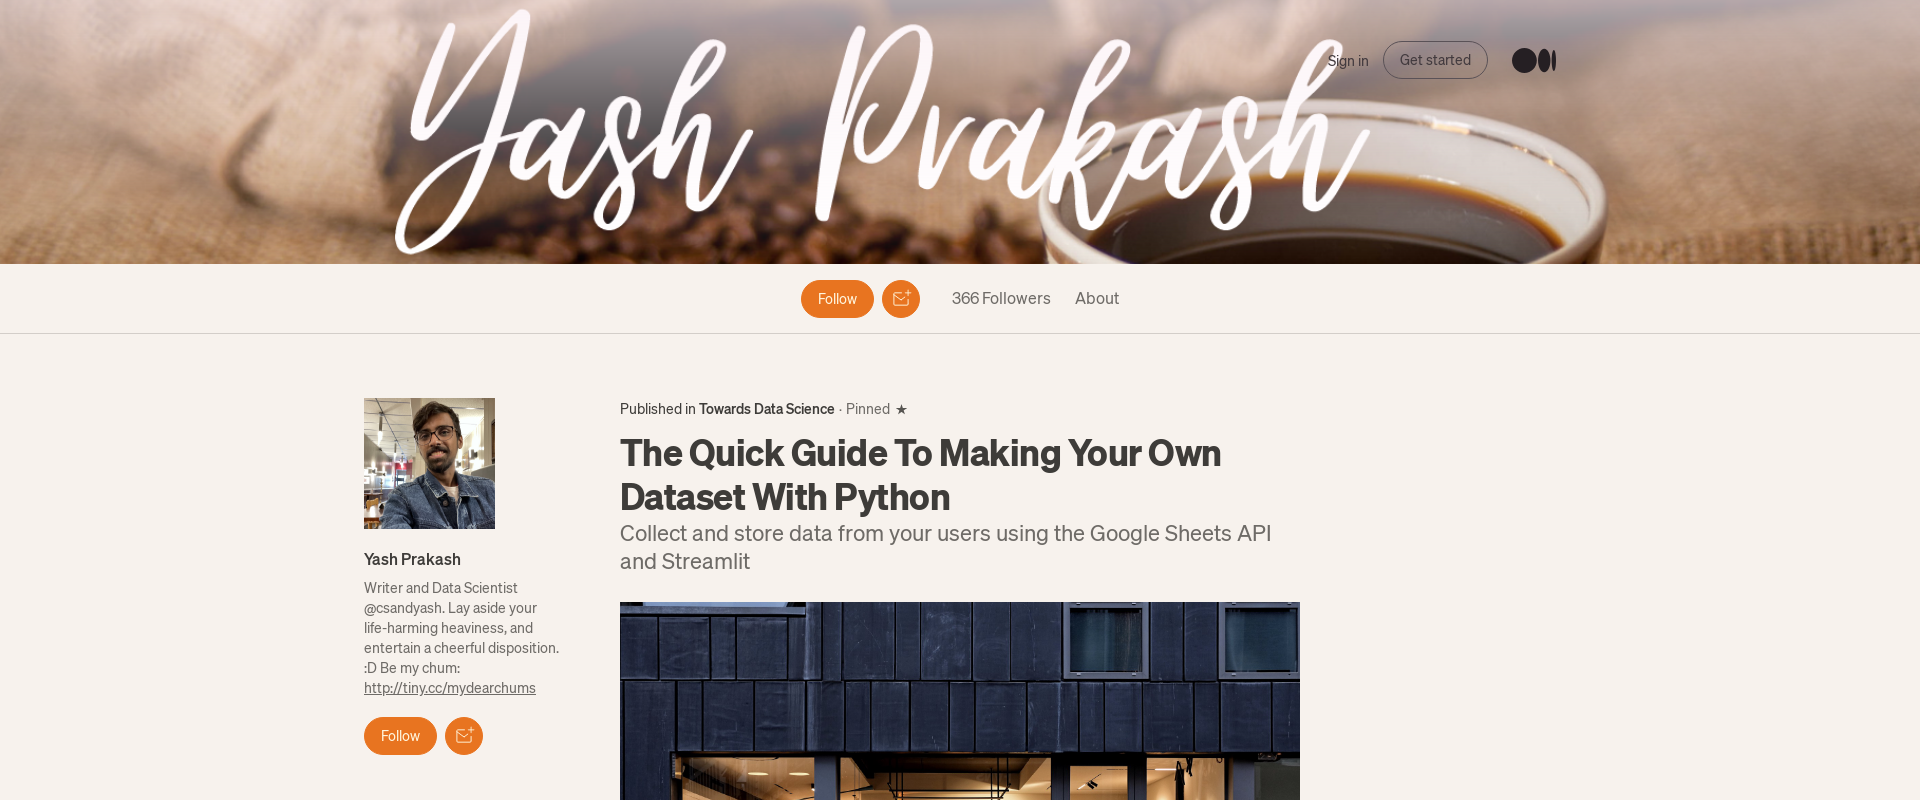 Yash Prakash
Sign in
Get started
Follow
366 Followers
About
Yash Prakash
Writer and Data Scientist
@csandyash. Lay aside your
life-harming heaviness, and
entertain a cheerful disposition.
:D Be my chum:
http://tiny.cc/mydearchums
Follow
Published in Towards Data Science · Pinned ★
The Quick Guide To Making Your Own
Dataset With Python
Collect and store data from your users using the Google Sheets API
and Streamlit